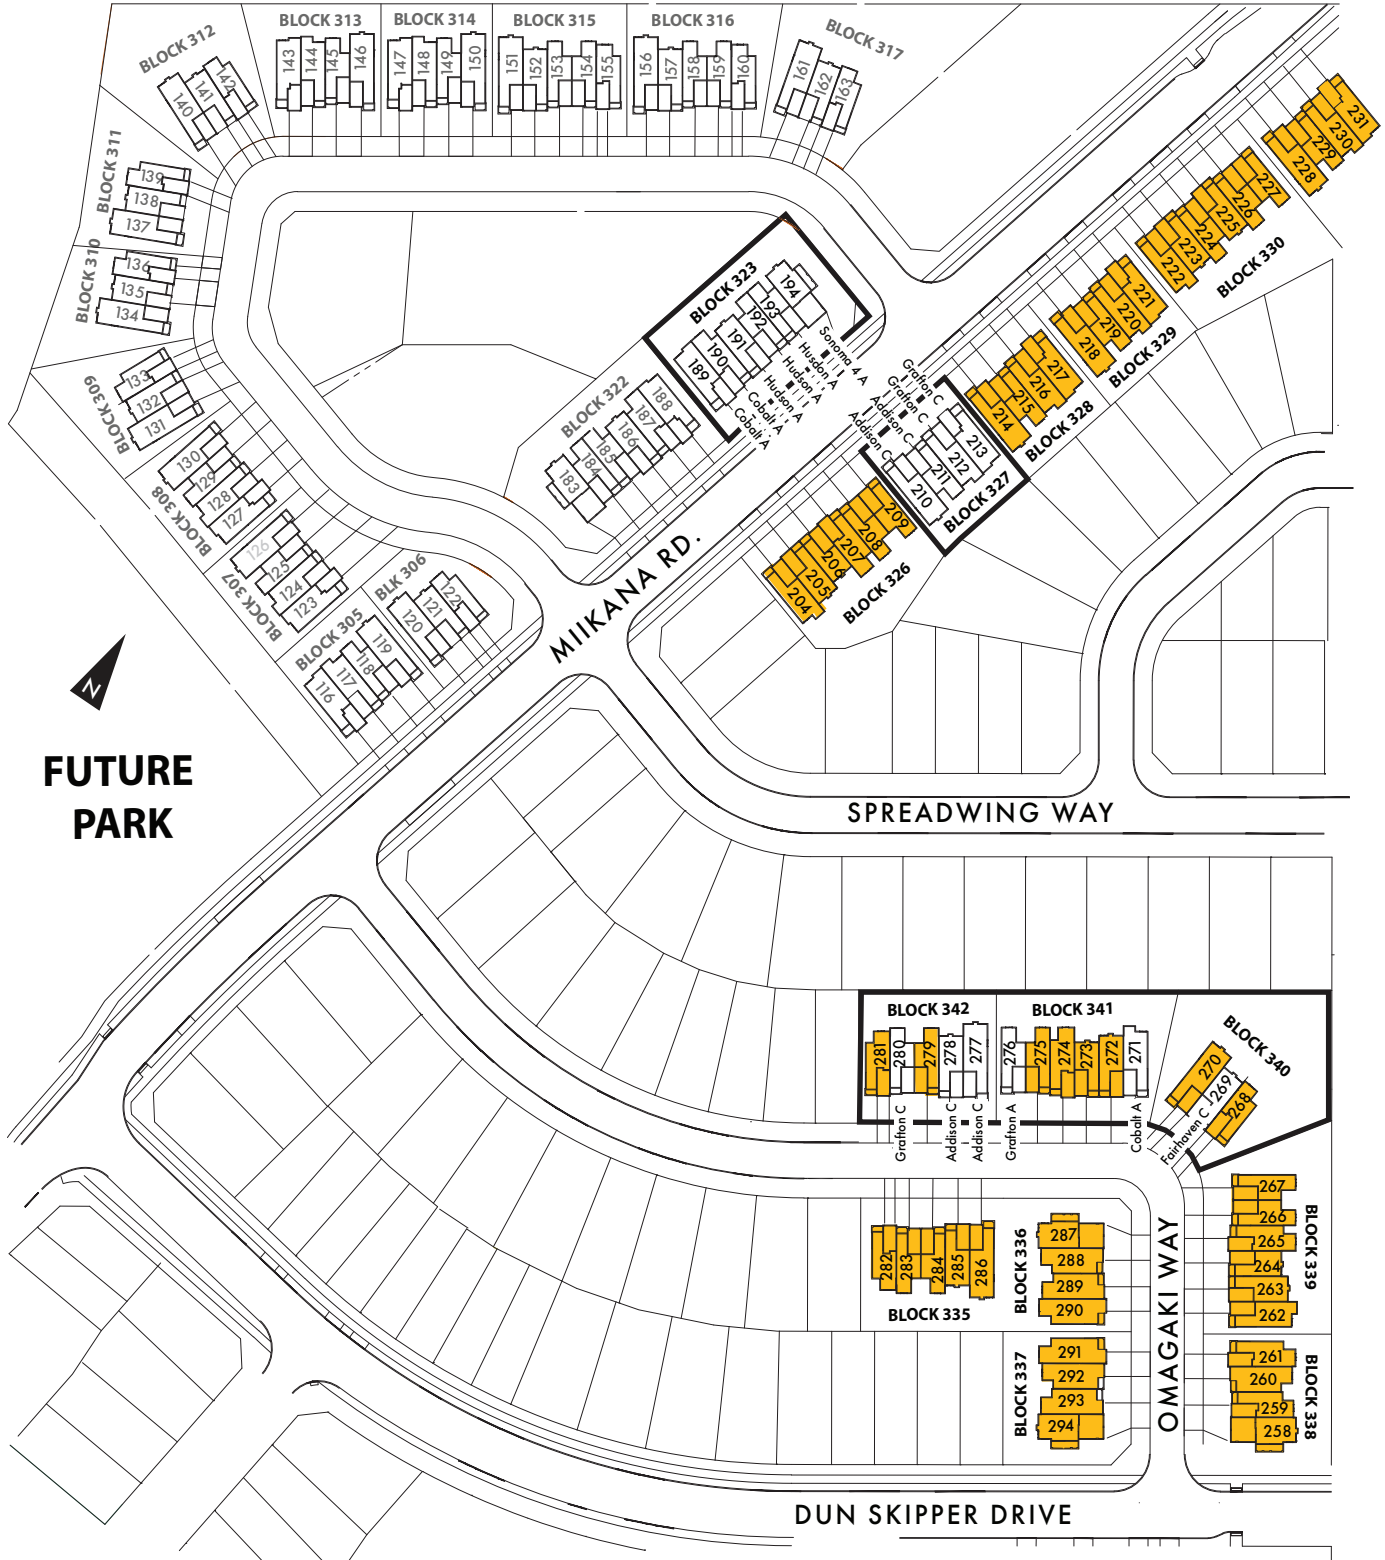 BLOCK 312
140
141
142
BLOCK 313
143
144
145
146
BLOCK 314
147
148
149
150
BLOCK 315
151
152
153
154
155
BLOCK 316
156
157
158
159
160
BLOCK 317
161
162
163
BLOCK 311
139
138
137
BLOCK 310
136
135
134
BLOCK 309
133
132
131
BLOCK 308
130
129
128
127
BLOCK 307
126
125
124
123
BLOCK 305
116
117
118
119
BLK 306
120
121
122
BLOCK 322
183
184
185
186
187
188
BLOCK 323
189
190
191
192
193
194
Sonoma 4 A
Husdon A
Hudson A
Hudson A
Cobalt A
Cobalt A
Grafton C
Grafton C
Addison C
Addison C
BLOCK 330
231
230
229
228
227
226
225
224
223
222
BLOCK 329
221
220
219
218
BLOCK 328
217
216
215
214
BLOCK 327
213
212
211
210
BLOCK 326
209
208
207
206
205
204
MIIKANA RD.
N
FUTURE
PARK
SPREADWING WAY
BLOCK 342
281
280
279
278
277
Grafton C
Addison C
Addison C
BLOCK 341
276
275
274
273
272
271
Grafton A
Cobalt A
BLOCK 340
270
269
268
Fairhaven C
BLOCK 335
282
283
284
285
286
BLOCK 336
287
288
289
290
BLOCK 337
291
292
293
294
OMAGAKI WAY
BLOCK 339
267
266
265
264
263
262
BLOCK 338
261
260
259
258
DUN SKIPPER DRIVE